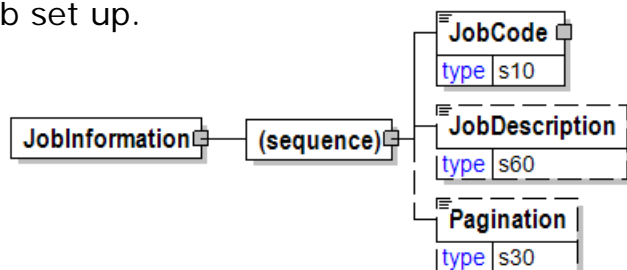 b set up.
JobCode
type s10
JobInformation
(sequence)
JobDescription
type s60
Pagination
type s30